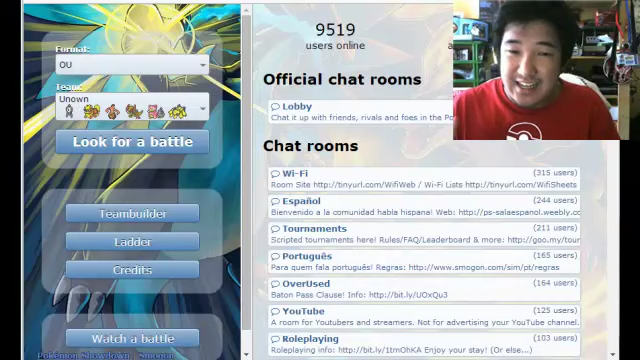 Format:
OU
Team:
Unown
Look for a battle
Teambuilder
Ladder
Credits
Watch a battle
Pokémon Showdown Smogon
9519
users online
Official chat rooms
Lobby
Chat it up with friends, rivals and foes in the
Chat rooms
Wi-Fi (315 users)
Room Site http://tinyurl.com/WifiWeb / Wi-Fi Lists http://tinyurl.com/WifiSheets
Español (244 users)
Bienvenido a la comunidad habla hispana! Web: http://ps-salaespanol.weebly.co
Tournaments (211 users)
Scripted tournaments here! Rules/FAQ/Leaderboard & more: http://goo.my/tour
Português (165 users)
Para quem fala português! Regras: http://www.smogon.com/sim/pt/regras
OverUsed (164 users)
Baton Pass Clause! Info: http://bit.ly/UOxQu3
YouTube (125 users)
A room for Youtubers and streamers. Not for advertising your YouTube channel.
Roleplaying (103 users)
Roleplaying info: http://bit.ly/1tmOhKA Enjoy your stay! (Or else...)